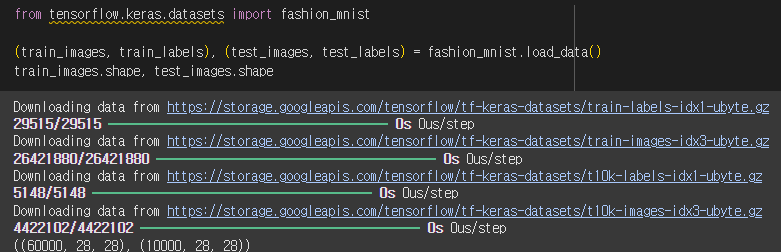 from tensorflow.keras.datasets import fashion_mnist
(train_images, train_labels), (test_images, test_labels) = fashion_mnist.load_data()
train_images.shape, test_images.shape
Downloading data from https://storage.googleapis.com/tensorflow/tf-keras-datasets/train-labels-idx1-ubyte.gz
29515/29515 0s 0us/step
Downloading data from https://storage.googleapis.com/tensorflow/tf-keras-datasets/train-images-idx3-ubyte.gz
26421880/26421880 0s 0us/step
Downloading data from https://storage.googleapis.com/tensorflow/tf-keras-datasets/t10k-labels-idx1-ubyte.gz
5148/5148 0s 0us/step
Downloading data from https://storage.googleapis.com/tensorflow/tf-keras-datasets/t10k-images-idx3-ubyte.gz
4422102/4422102 0s 0us/step
((60000, 28, 28), (10000, 28, 28))